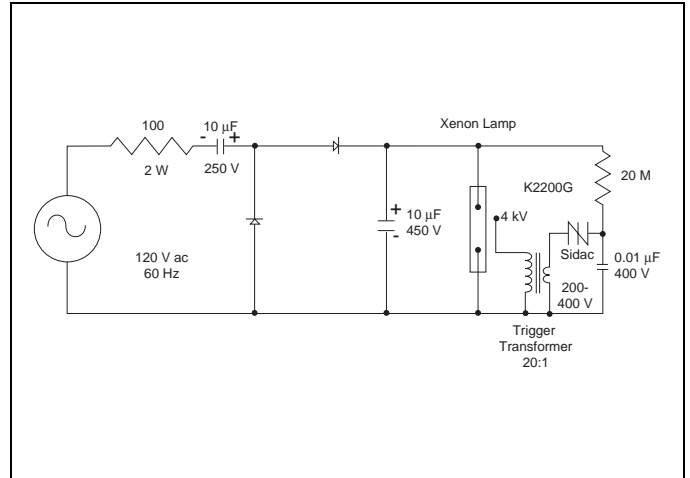 100
2 W
- 10 μF +
250 V
120 V ac
60 Hz
+
-
10 μF
450 V
Xenon Lamp
4 kV
K2200G
20 M
Sidac
0.01 μF
400 V
200-
400 V
Trigger
Transformer
20:1